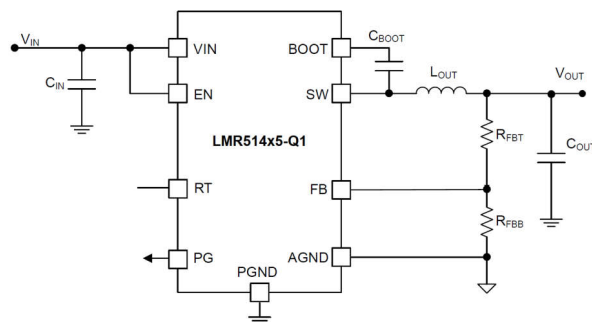 VIN
CIN
VIN
EN
RT
PG
PGND
LMR514x5-Q1
BOOT
SW
FB
AGND
CBOOT
LOUT
VOUT
RFBT
RFBB
COUT